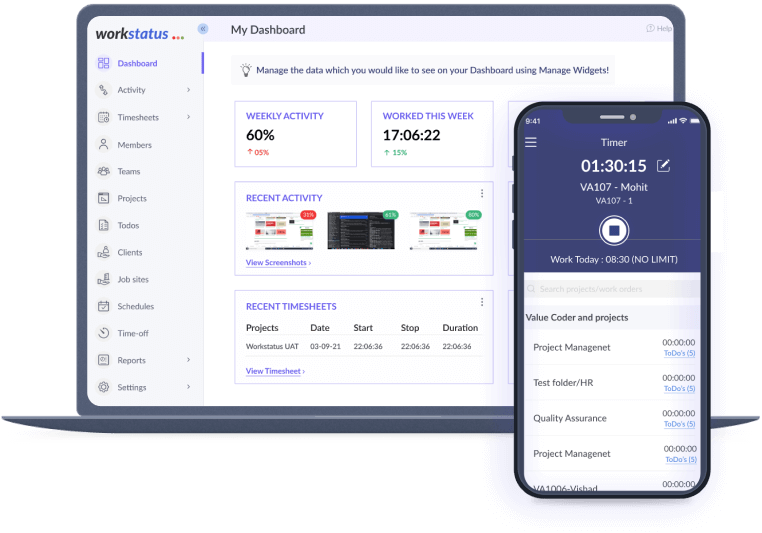 workstatus
My Dashboard
Help
Dashboard
Activity
Timesheets
Members
Teams
Projects
Todos
Clients
Job sites
Schedules
Time-off
Reports
Settings
Manage the data which you would like to see on your Dashboard using Manage Widgets!
WEEKLY ACTIVITY
60%
05%
WORKED THIS WEEK
17:06:22
15%
RECENT ACTIVITY
31%
61%
60%
View Screenshots
RECENT TIMESHEETS
Projects Date Start Stop Duration
Workstatus UAT 03-09-21 22:06:36 22:06:36 22:06:36
View Timesheet
9:41
Timer
01:30:15
VA107 - Mohit
VA107 - 1
Work Today : 08:30 (NO LIMIT)
Search projects/work orders
Value Coder and projects
Project Managenet 00:00:00
ToDo's (5)
Test folder/HR 00:00:00
ToDo's (5)
Quality Assurance 00:00:00
ToDo's (5)
Project Managenet 00:00:00
ToDo's (5)
VA1006-Vishad 00:00:00